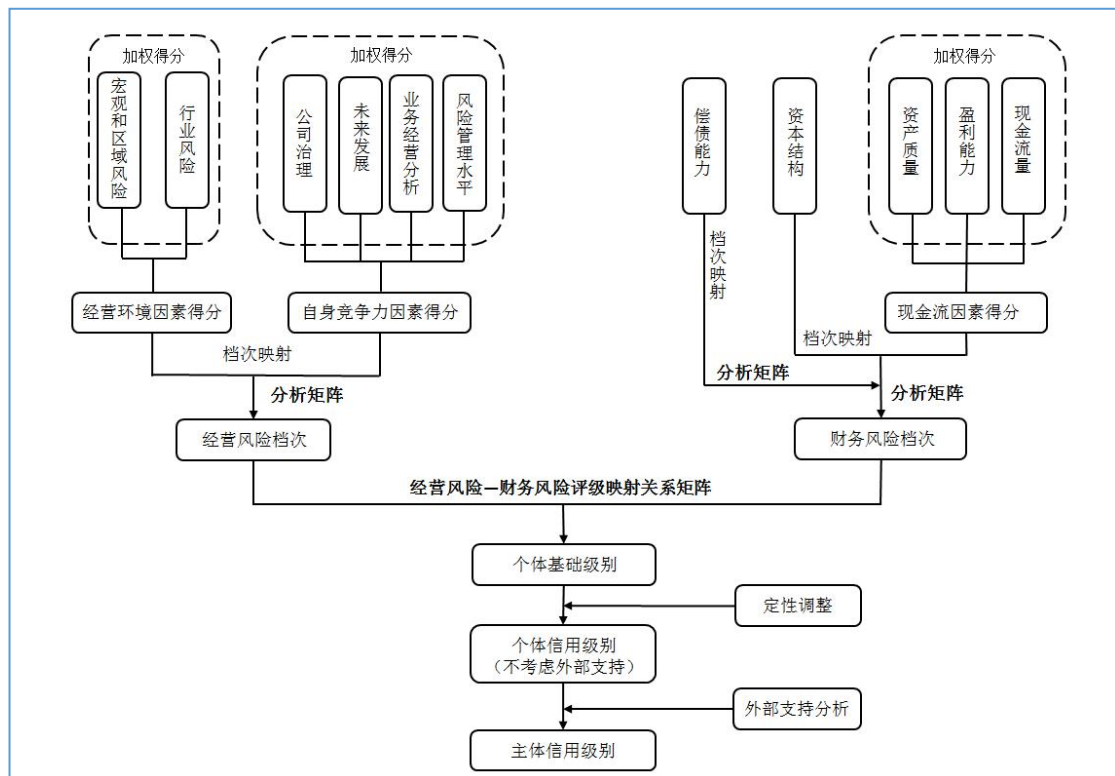 加权得分
加权得分
加权得分
宏观和区域风险
行业风险
公司治理
未来发展
业务经营分析
风险管理水平
偿债能力
资本结构
资产质量
盈利能力
现金流量
档次映射
经营环境因素得分
自身竞争力因素得分
现金流因素得分
档次映射
档次映射
分析矩阵
分析矩阵
分析矩阵
经营风险档次
财务风险档次
经营风险—财务风险评级映射关系矩阵
个体基础级别
定性调整
个体信用级别
（不考虑外部支持）
外部支持分析
主体信用级别